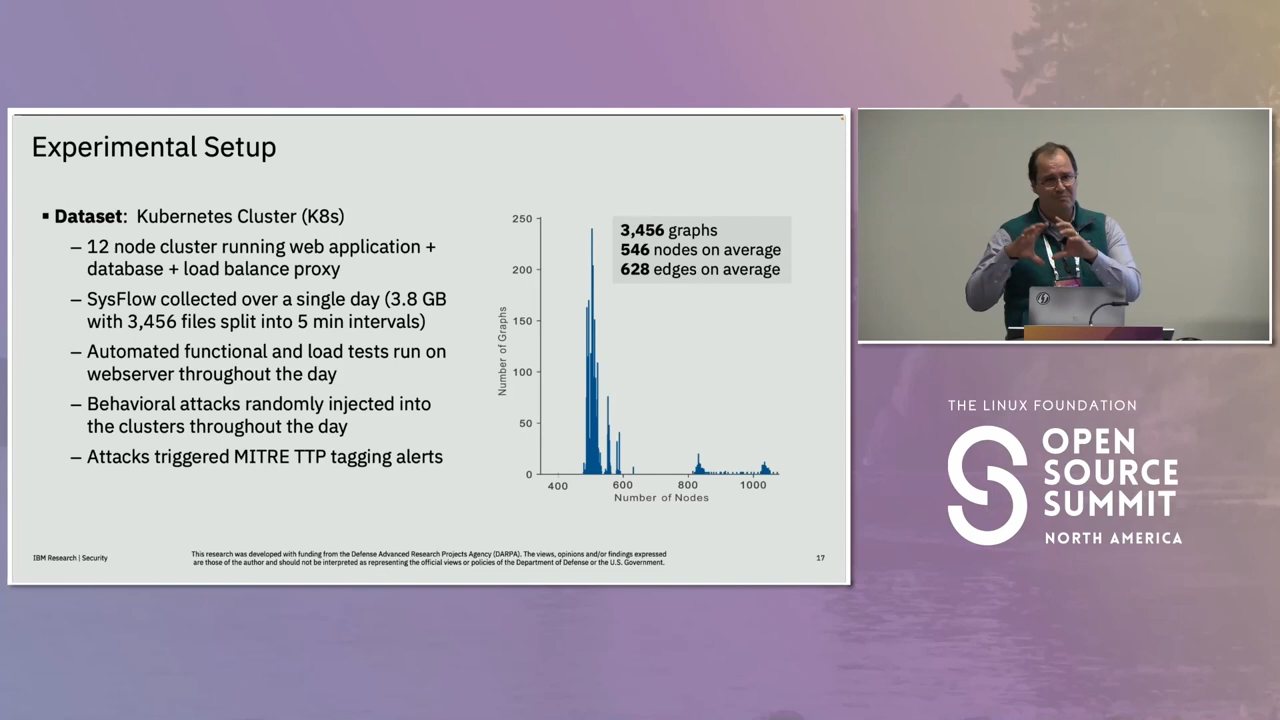 Experimental Setup
▪ Dataset: Kubernetes Cluster (K8s)
– 12 node cluster running web application +
database + load balance proxy
– SysFlow collected over a single day (3.8 GB
with 3,456 files split into 5 min intervals)
– Automated functional and load tests run on
webserver throughout the day
– Behavioral attacks randomly injected into
the clusters throughout the day
– Attacks triggered MITRE TTP tagging alerts
3,456 graphs
546 nodes on average
628 edges on average
Number of Graphs
250
200
150
100
50
0
400 600 800 1000
Number of Nodes
IBM Research | Security
This research was developed with funding from the Defense Advanced Research Projects Agency (DARPA). The views, opinions and/or findings expressed
are those of the author and should not be interpreted as representing the official views or policies of the Department of Defense or the U.S. Government.
17
THE LINUX FOUNDATION
OPEN
SOURCE
SUMMIT
NORTH AMERICA